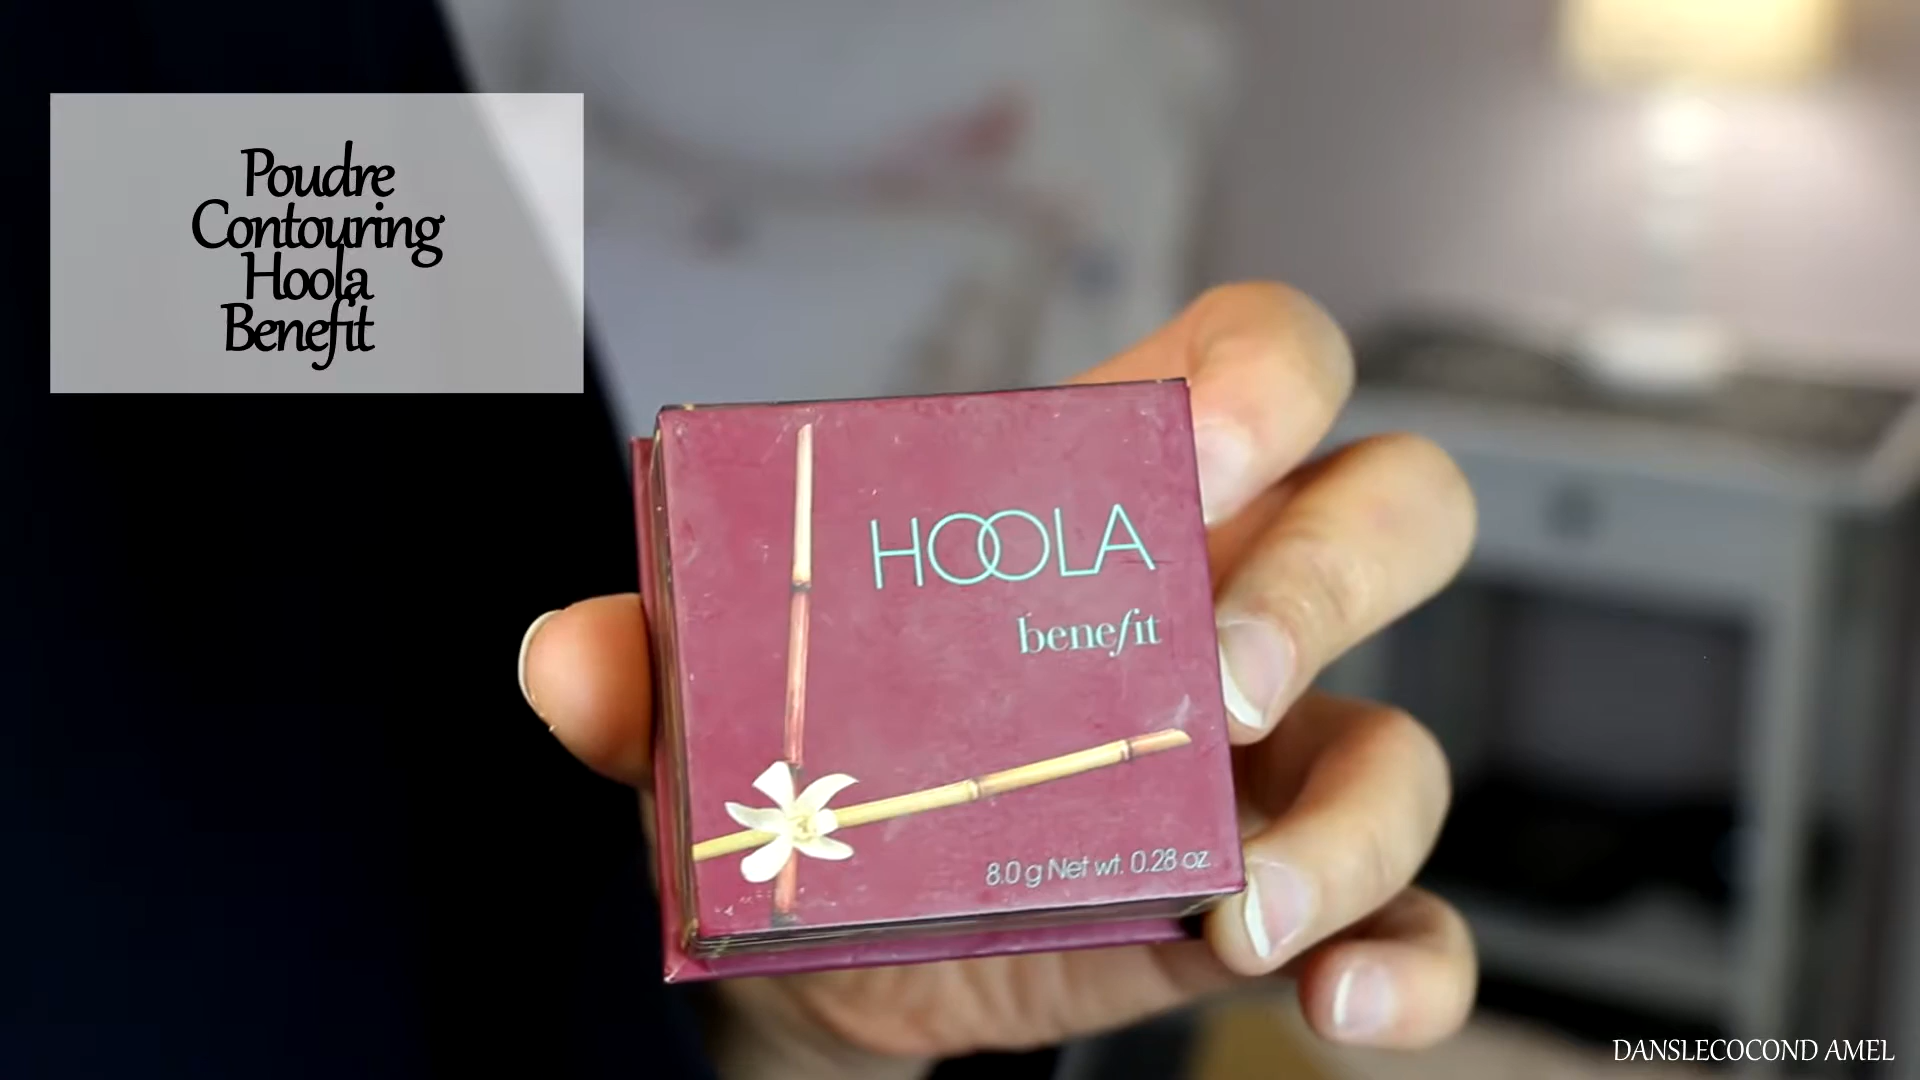 Poudre
Contouring
Hoola
Benefit
HOOLA
benefit
8.0 g Net wt. 0.28 oz.
DANSLECOCOND AMEL